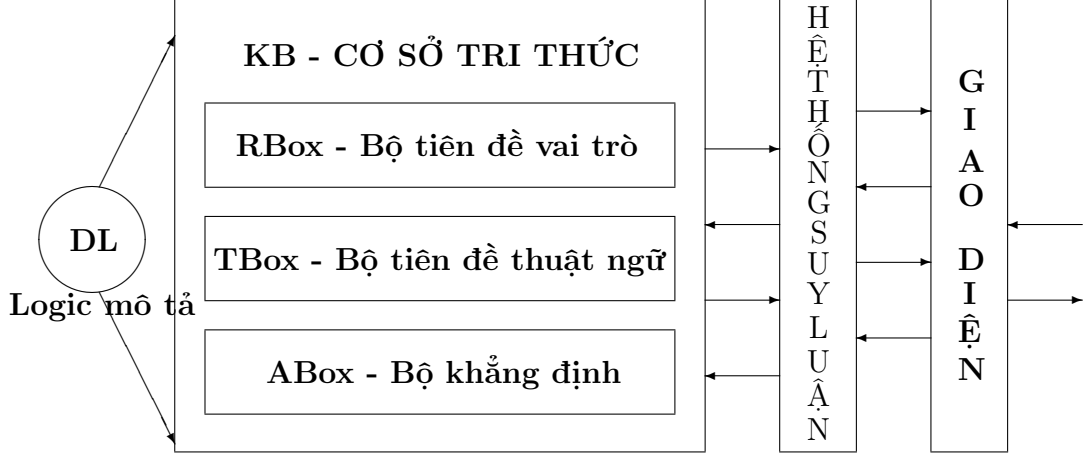 KB - CƠ SỞ TRI THỨC
RBox - Bộ tiên đề vai trò
DL
TBox - Bộ tiên đề thuật ngữ
Logic mô tả
ABox - Bộ khẳng định
HỆ THỐNG SUY LUẬN
GIAO DIỆN